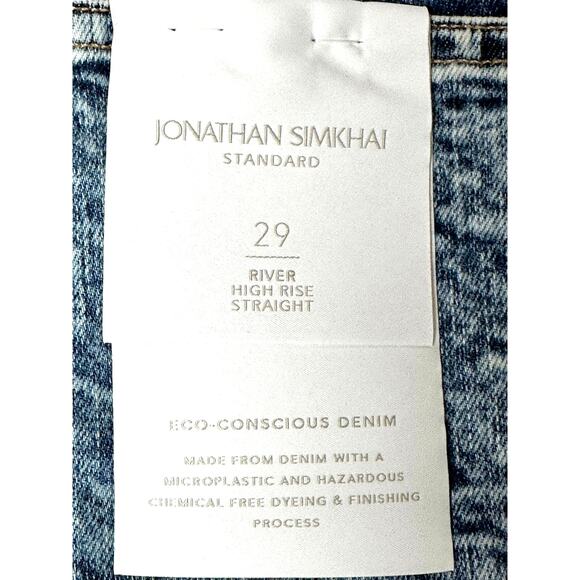 JONATHAN SIMKHAI
STANDARD
29
RIVER
HIGH RISE
STRAIGHT
ECO-CONSCIOUS DENIM
MADE FROM DENIM WITH A
MICROPLASTIC AND HAZARDOUS
CHEMICAL FREE DYEING & FINISHING
PROCESS